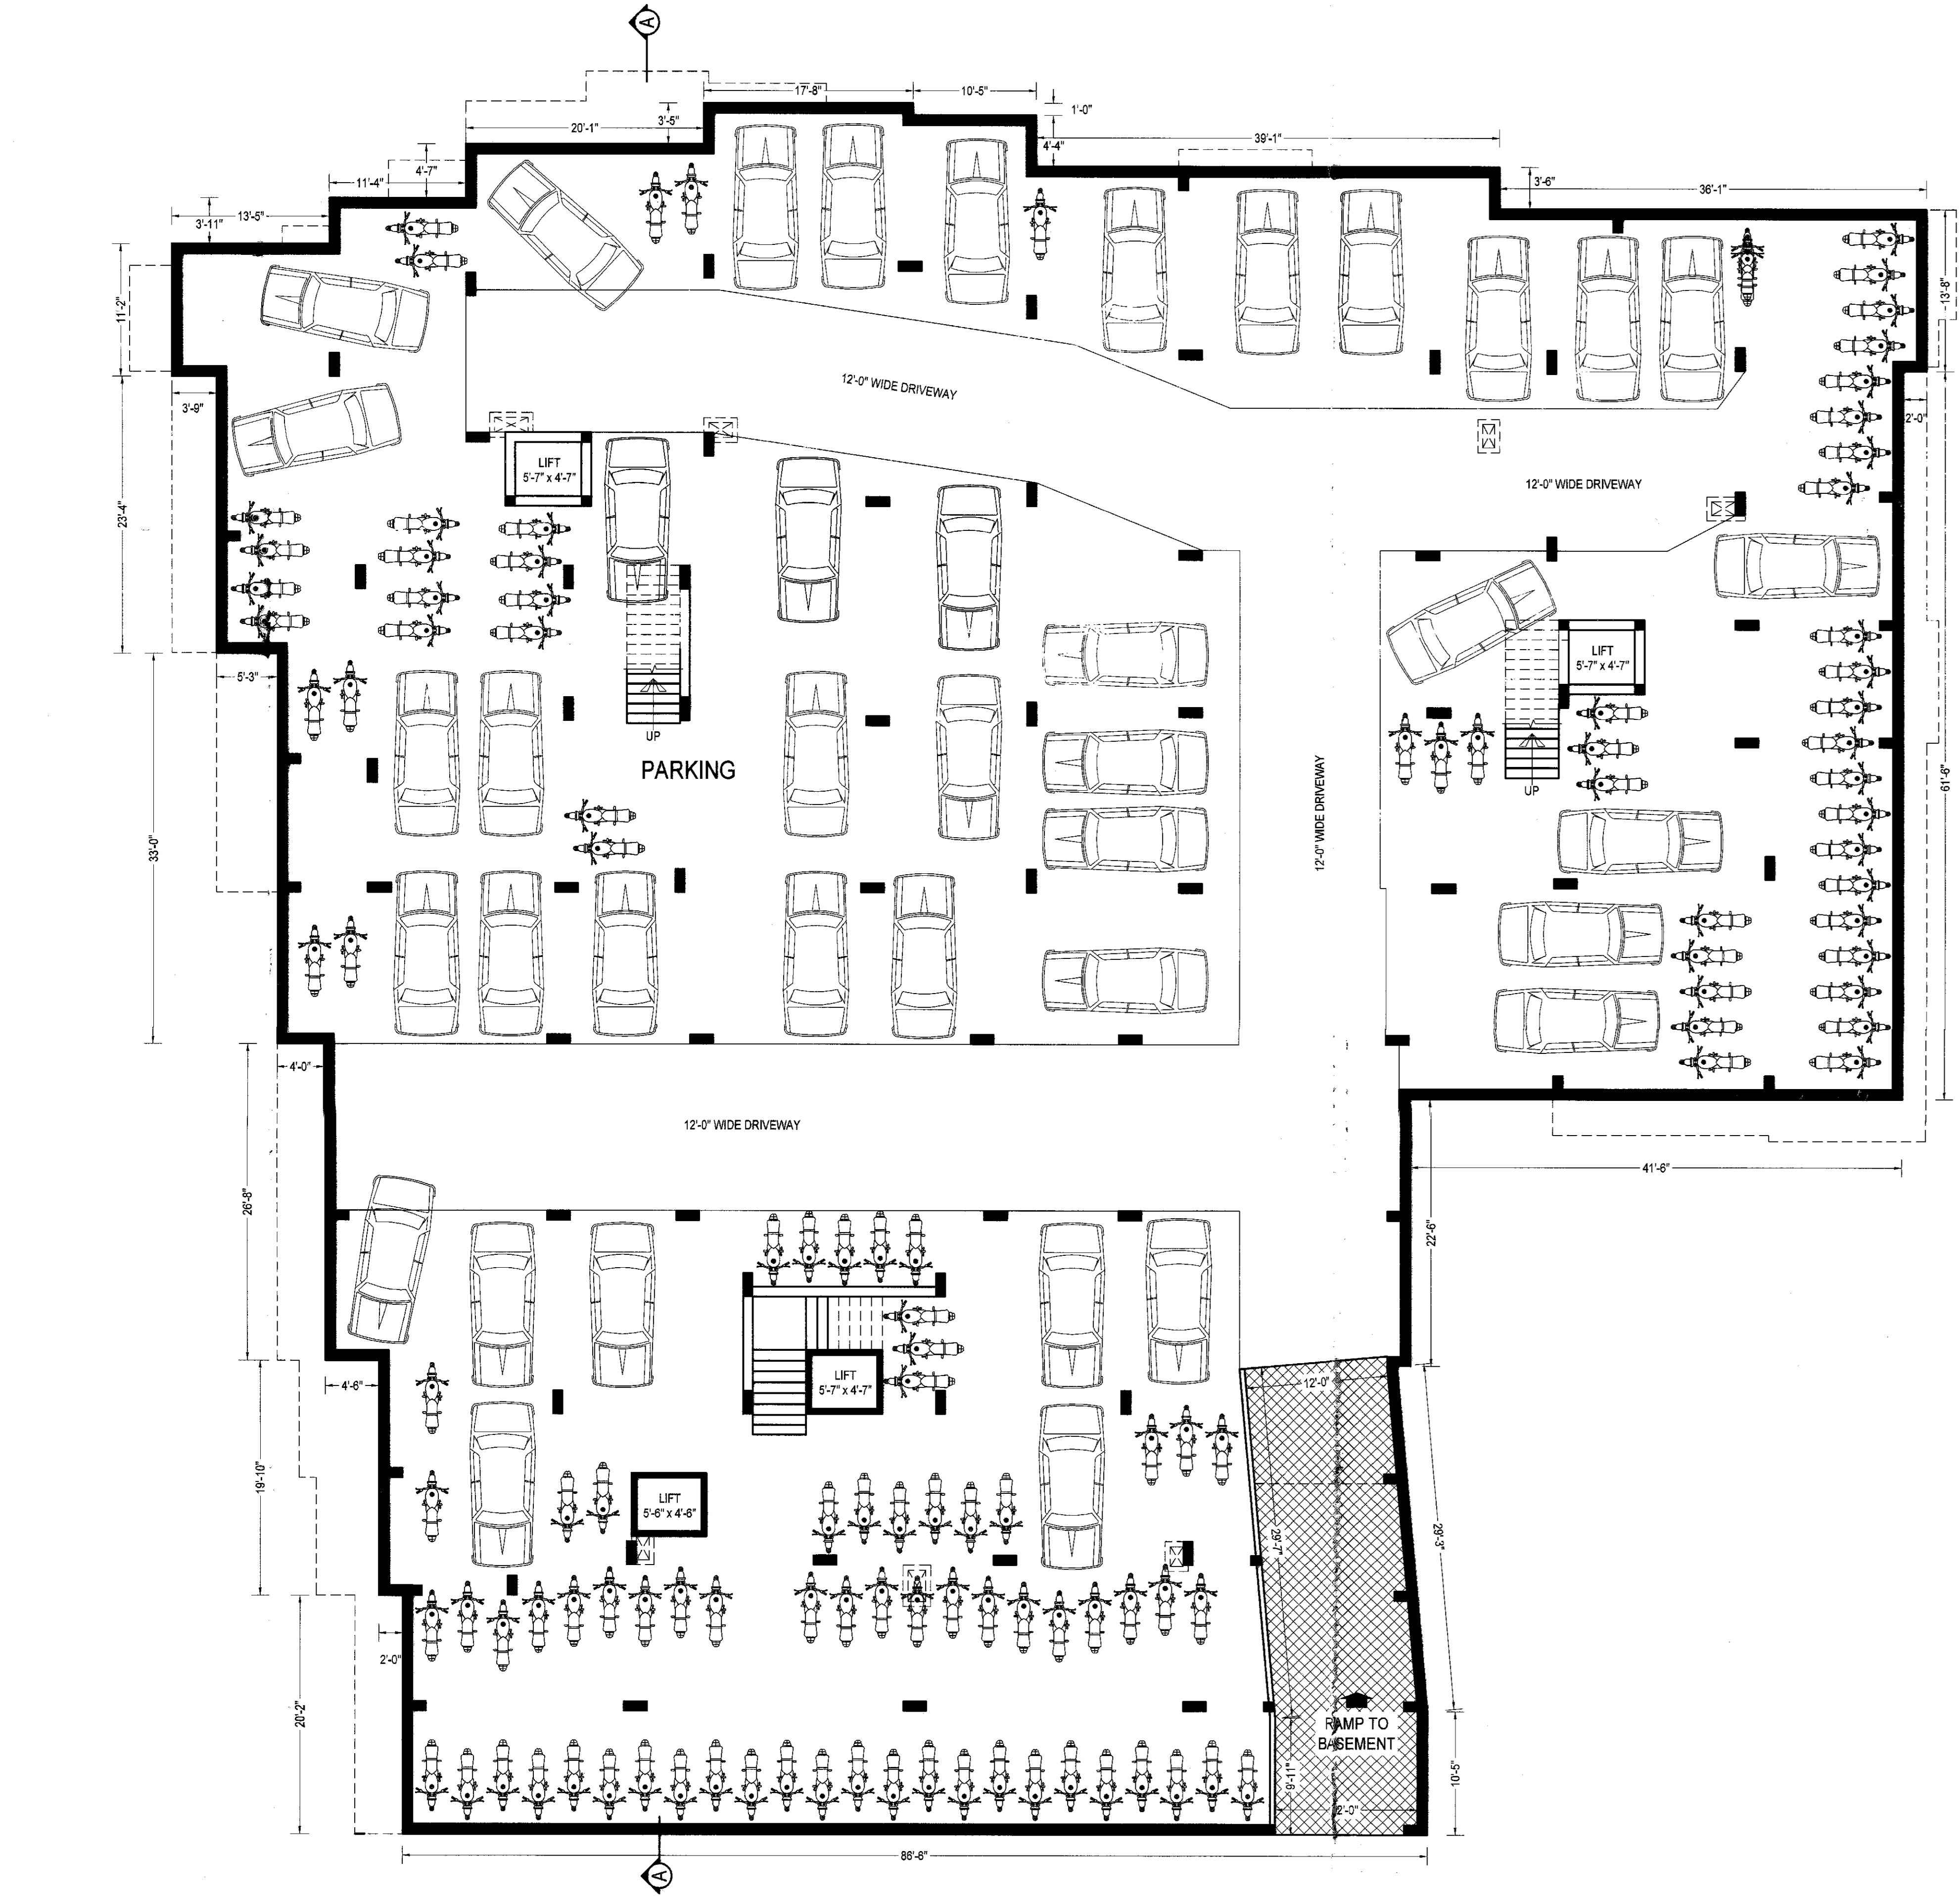 A
17'-8"
10'-5"
1'-0"
3'-5"
20'-1"
4'-4"
39'-1"
4'-7"
11'-4"
3'-6"
36'-1"
13'-5"
3'-11"
11'-2"
13'-8"
12'-0" WIDE DRIVEWAY
3'-9"
2'-0"
LIFT
5'-7" x 4'-7"
12'-0" WIDE DRIVEWAY
23'-4"
LIFT
5'-7" x 4'-7"
5'-3"
UP
PARKING
UP
61'-6"
12'-0" WIDE DRIVEWAY
33'-0"
4'-0"
12'-0" WIDE DRIVEWAY
41'-6"
26'-8"
22'-6"
LIFT
5'-7" x 4'-7"
12'-0"
4'-6"
19'-10"
LIFT
5'-6" x 4'-6"
29'-7"
29'-3"
2'-0"
20'-2"
RAMP TO
BASEMENT
9'-11"
10'-5"
2'-0"
86'-6"
A